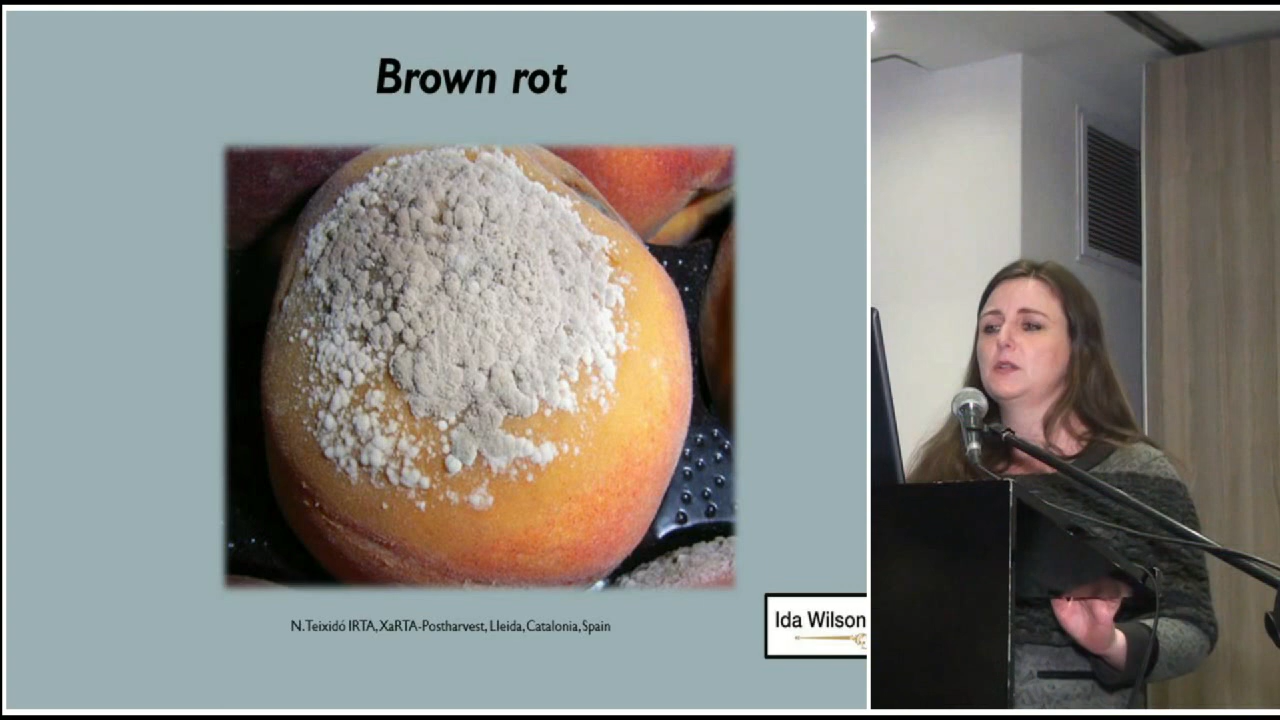 Brown rot
N. Teixidó IRTA, XaRTA-Postharvest, Lleida, Catalonia, Spain
Ida Wilson